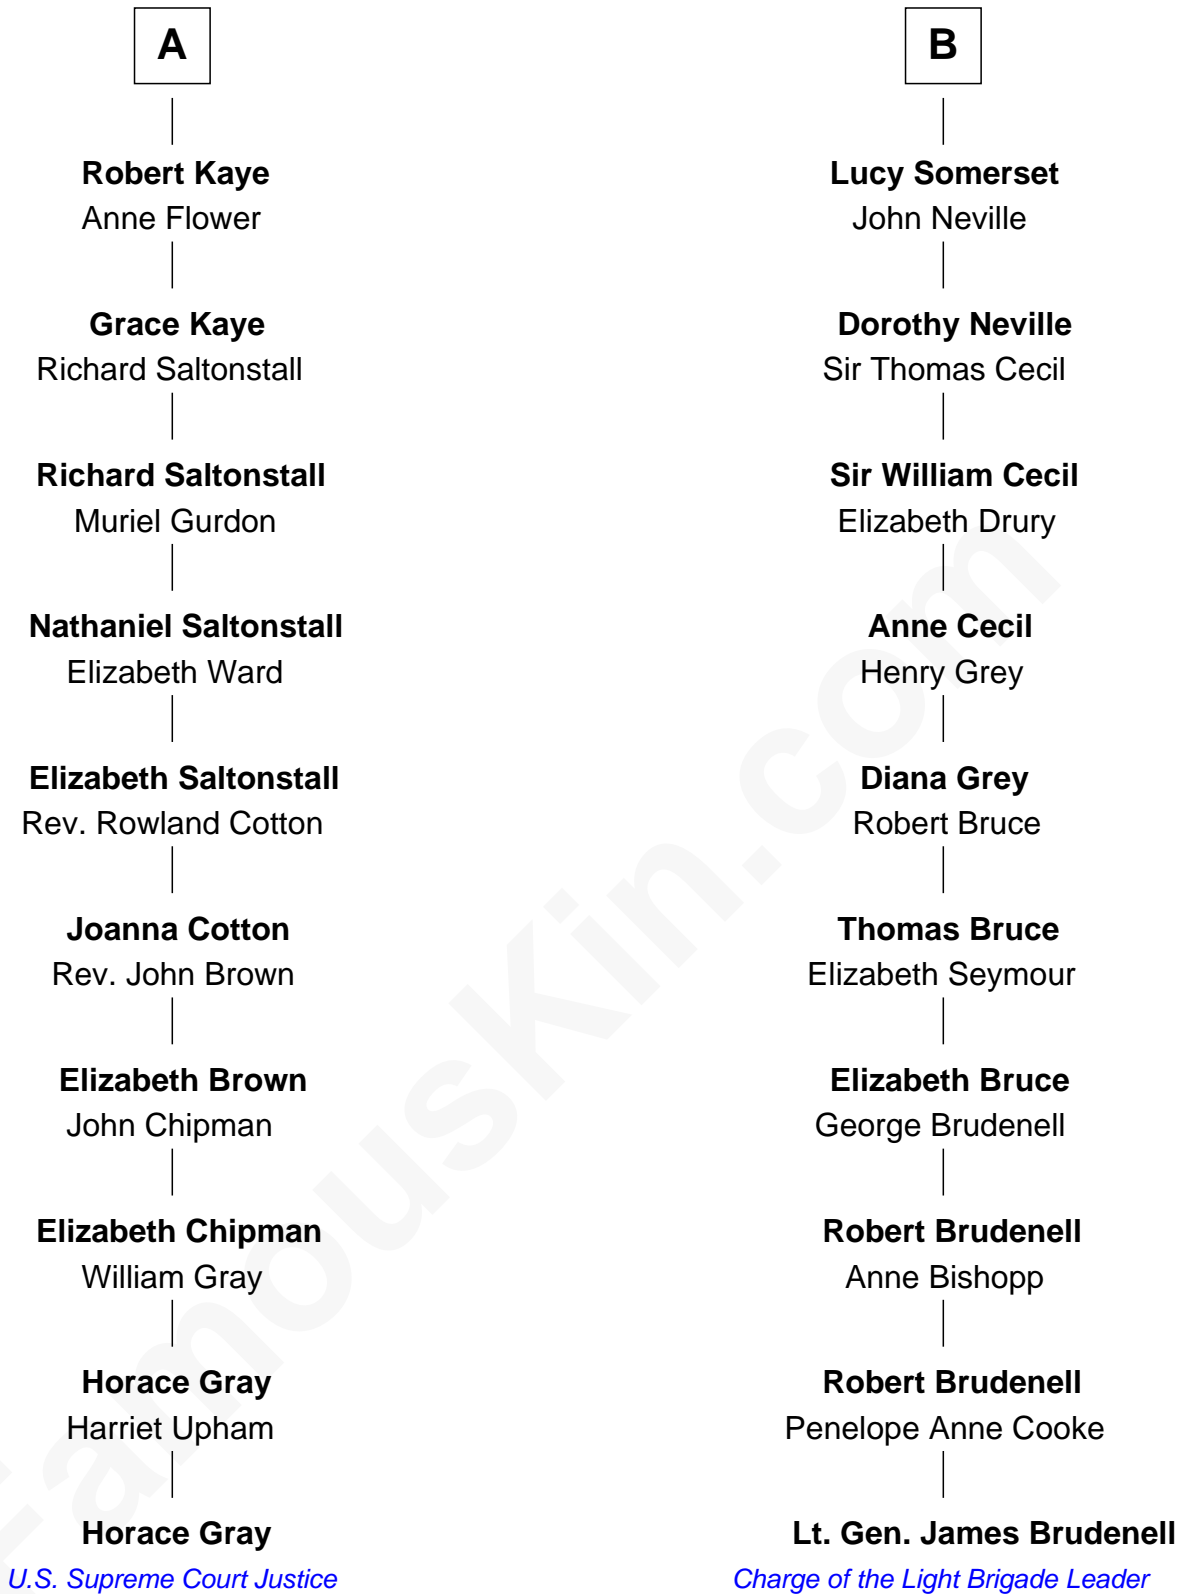 A
Robert Kaye
Anne Flower
Grace Kaye
Richard Saltonstall
Richard Saltonstall
Muriel Gurdon
Nathaniel Saltonstall
Elizabeth Ward
Elizabeth Saltonstall
Rev. Rowland Cotton
Joanna Cotton
Rev. John Brown
Elizabeth Brown
John Chipman
Elizabeth Chipman
William Gray
Horace Gray
Harriet Upham
Horace Gray
U.S. Supreme Court Justice
B
Lucy Somerset
John Neville
Dorothy Neville
Sir Thomas Cecil
Sir William Cecil
Elizabeth Drury
Anne Cecil
Henry Grey
Diana Grey
Robert Bruce
Thomas Bruce
Elizabeth Seymour
Elizabeth Bruce
George Brudenell
Robert Brudenell
Anne Bishopp
Robert Brudenell
Penelope Anne Cooke
Lt. Gen. James Brudenell
Charge of the Light Brigade Leader
FamousKin.com